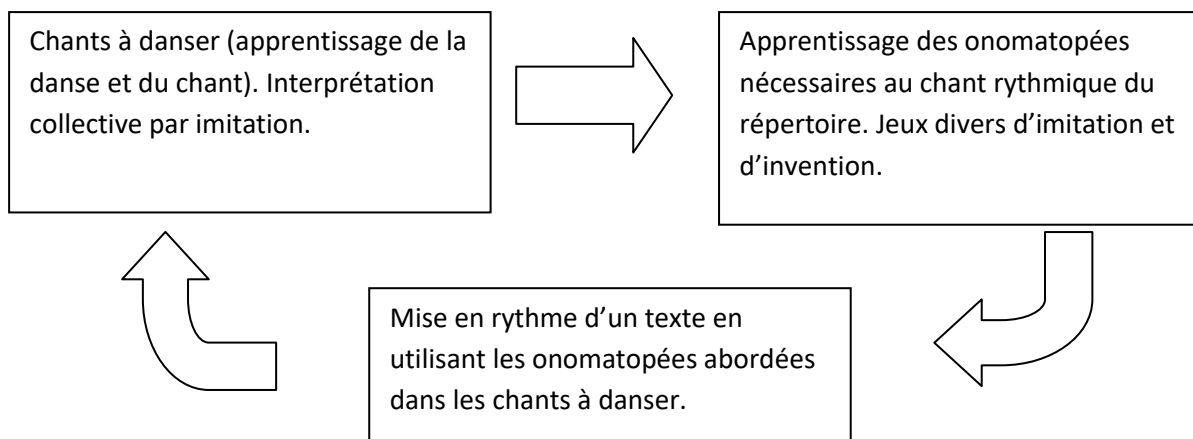 Chants à danser (apprentissage de la
danse et du chant). Interprétation
collective par imitation.
Apprentissage des onomatopées
nécessaires au chant rythmique du
répertoire. Jeux divers d’imitation et
d’invention.
Mise en rythme d’un texte en
utilisant les onomatopées abordées
dans les chants à danser.